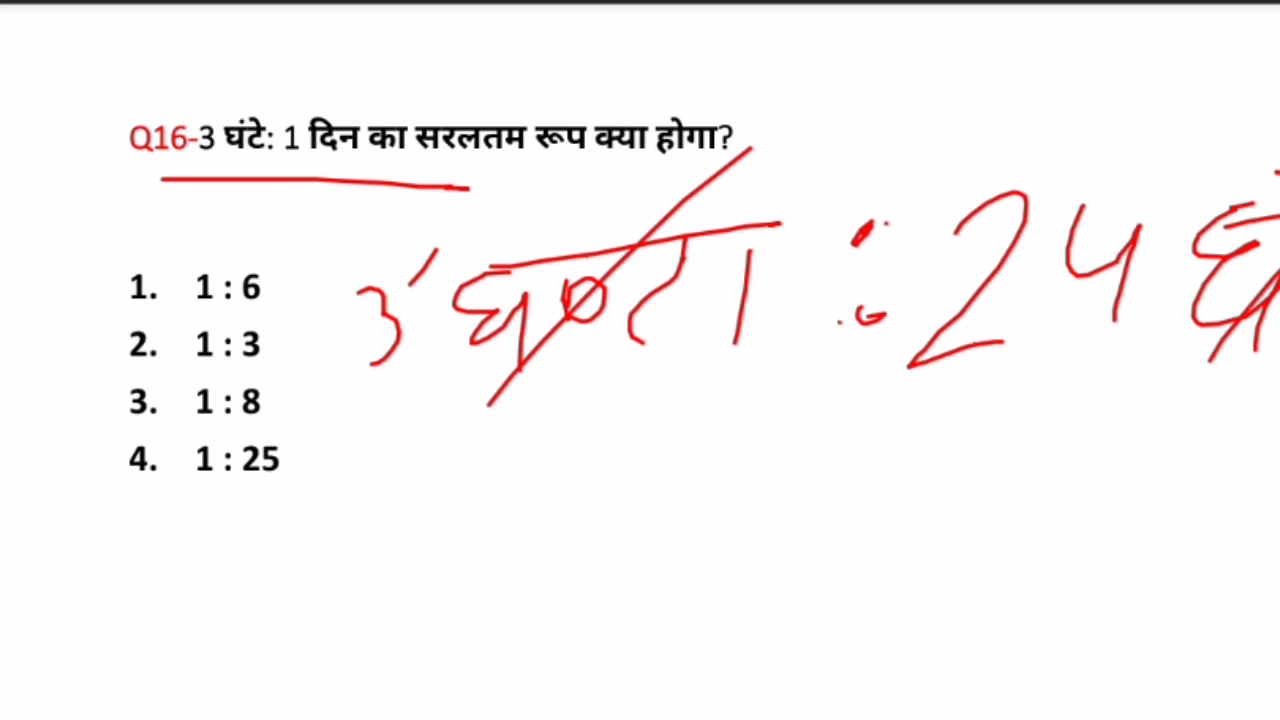 Q16-3 घंटे: 1 दिन का सरलतम रूप क्या होगा?
3 घण्टा : 24 घं
1. 1 : 6
2. 1 : 3
3. 1 : 8
4. 1 : 25